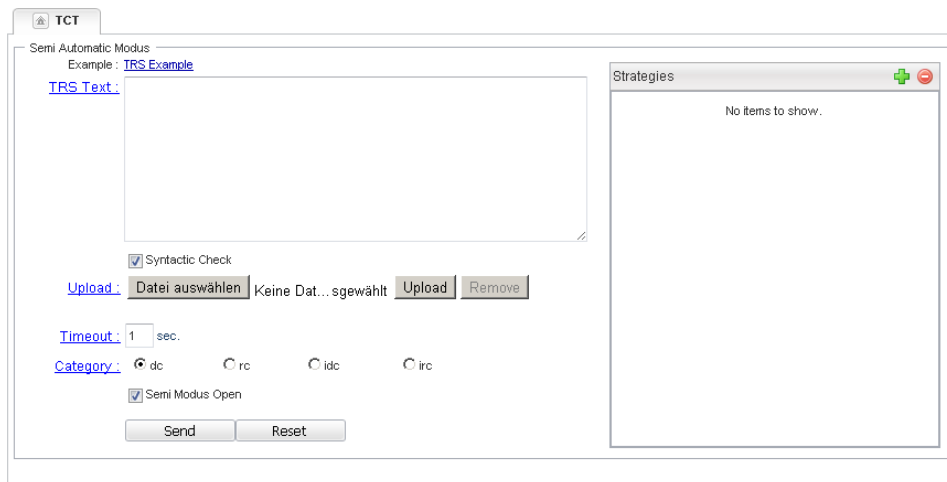 TCT
Semi Automatic Modus
Example : TRS Example
TRS Text :
Strategies
No items to show.
Syntactic Check
Upload : Datei auswählen Keine Dat...sgewählt Upload Remove
Timeout : 1 sec.
Category : dc rc idc irc
Semi Modus Open
Send Reset